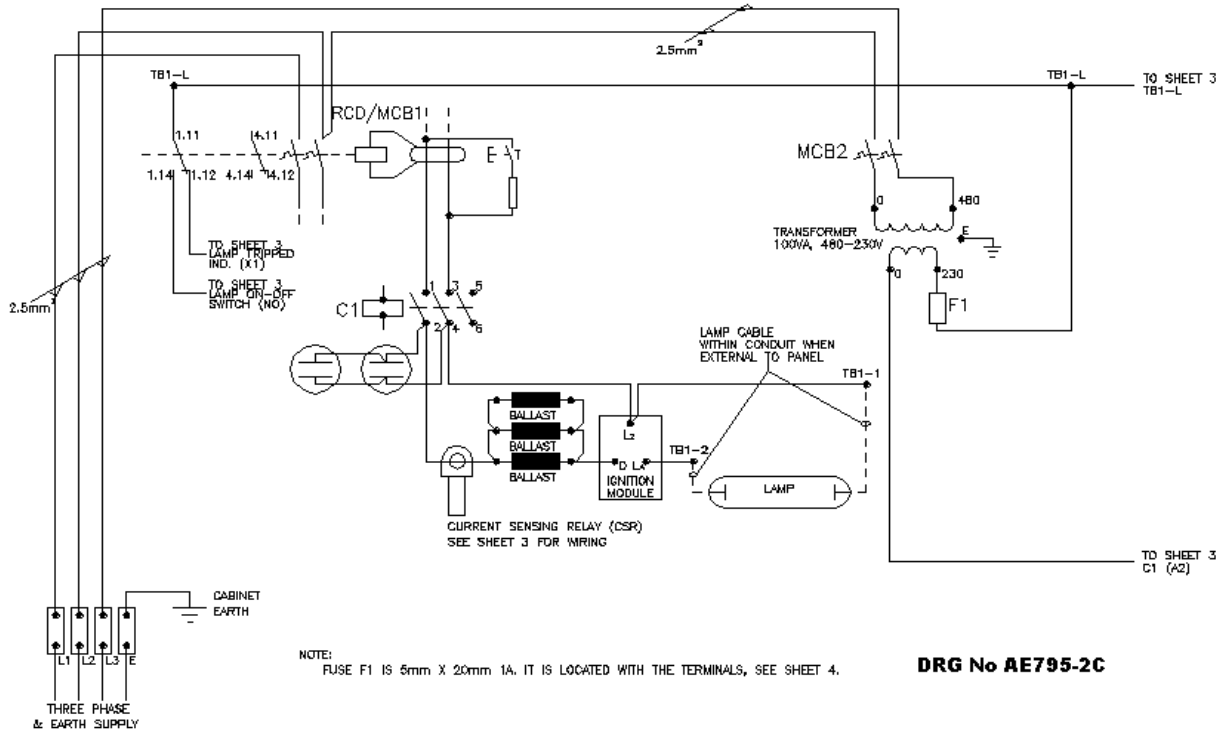 2.5mm²
TB1-L
TB1-L
TO SHEET 3
TB1-L
RCD/MCB1
1.11
4.11
E
T
MCB2
1.14
1.12
4.14
4.12
0
480
TRANSFORMER
100VA, 480-230V
E
TO SHEET 3
LAMP TRIPPED
IND. (X1)
0
230
TO SHEET 3
LAMP ON-OFF
SWITCH (NO)
1
3
5
2.5mm²
C1
F1
2
4
6
LAMP CABLE
WITHIN CONDUIT WHEN
EXTERNAL TO PANEL
TB1-1
BALLAST
L2
BALLAST
TB1-2
D LA
BALLAST
IGNITION
MODULE
LAMP
CURRENT SENSING RELAY (CSR)
SEE SHEET 3 FOR WIRING
TO SHEET 3
C1 (A2)
CABINET
EARTH
L1
L2
L3
E
NOTE:
FUSE F1 IS 5mm X 20mm 1A. IT IS LOCATED WITH THE TERMINALS, SEE SHEET 4.
DRG No AE795-2C
THREE PHASE
& EARTH SUPPLY